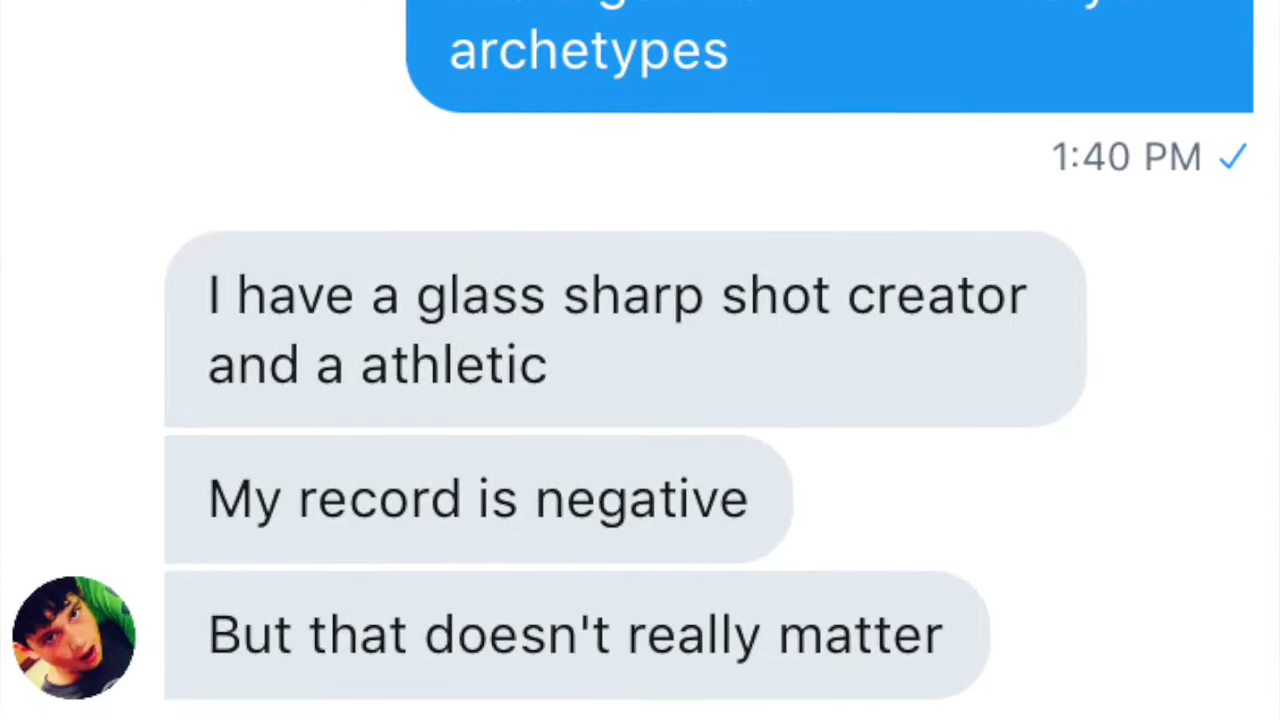 archetypes
1:40 PM ✓
I have a glass sharp shot creator
and a athletic
My record is negative
But that doesn't really matter